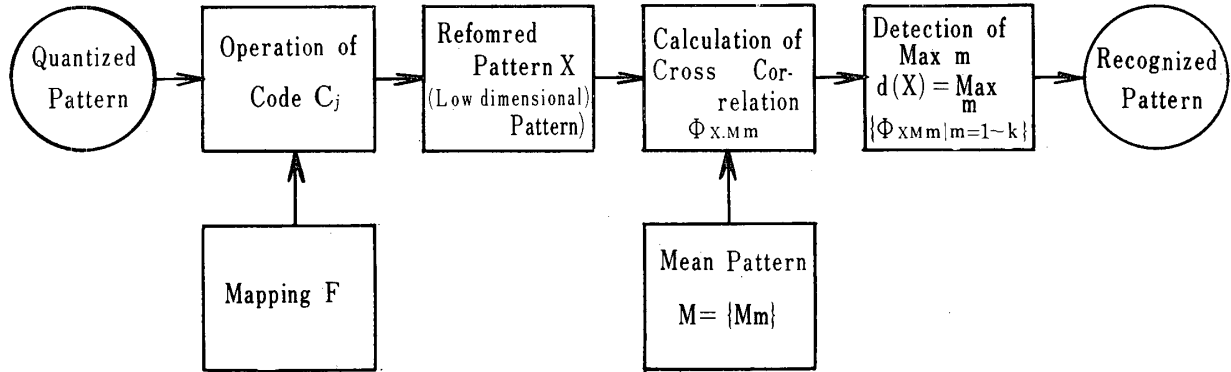 Quantized
Pattern
Operation of
Code Cj
Refomred
Pattern X
(Low dimensional)
Pattern)
Calculation of
Cross Cor-
relation
Φx.Mm
Detection of
Max m
d(X)=Max
m
{ΦXMm|m=1~k}
Recognized
Pattern
Mapping F
Mean Pattern
M= {Mm}